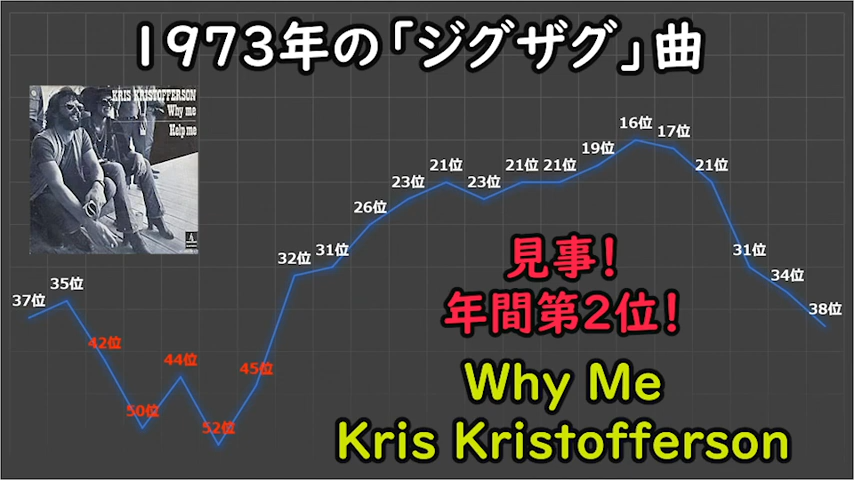 1973年の「ジグザグ」曲
KRIS KRISTOFFERSON
Why me
Help me
37位
35位
42位
50位
44位
52位
45位
32位
31位
26位
23位
21位
23位
21位
21位
19位
16位
17位
21位
31位
34位
38位
見事!
年間第2位!
Why Me
Kris Kristofferson